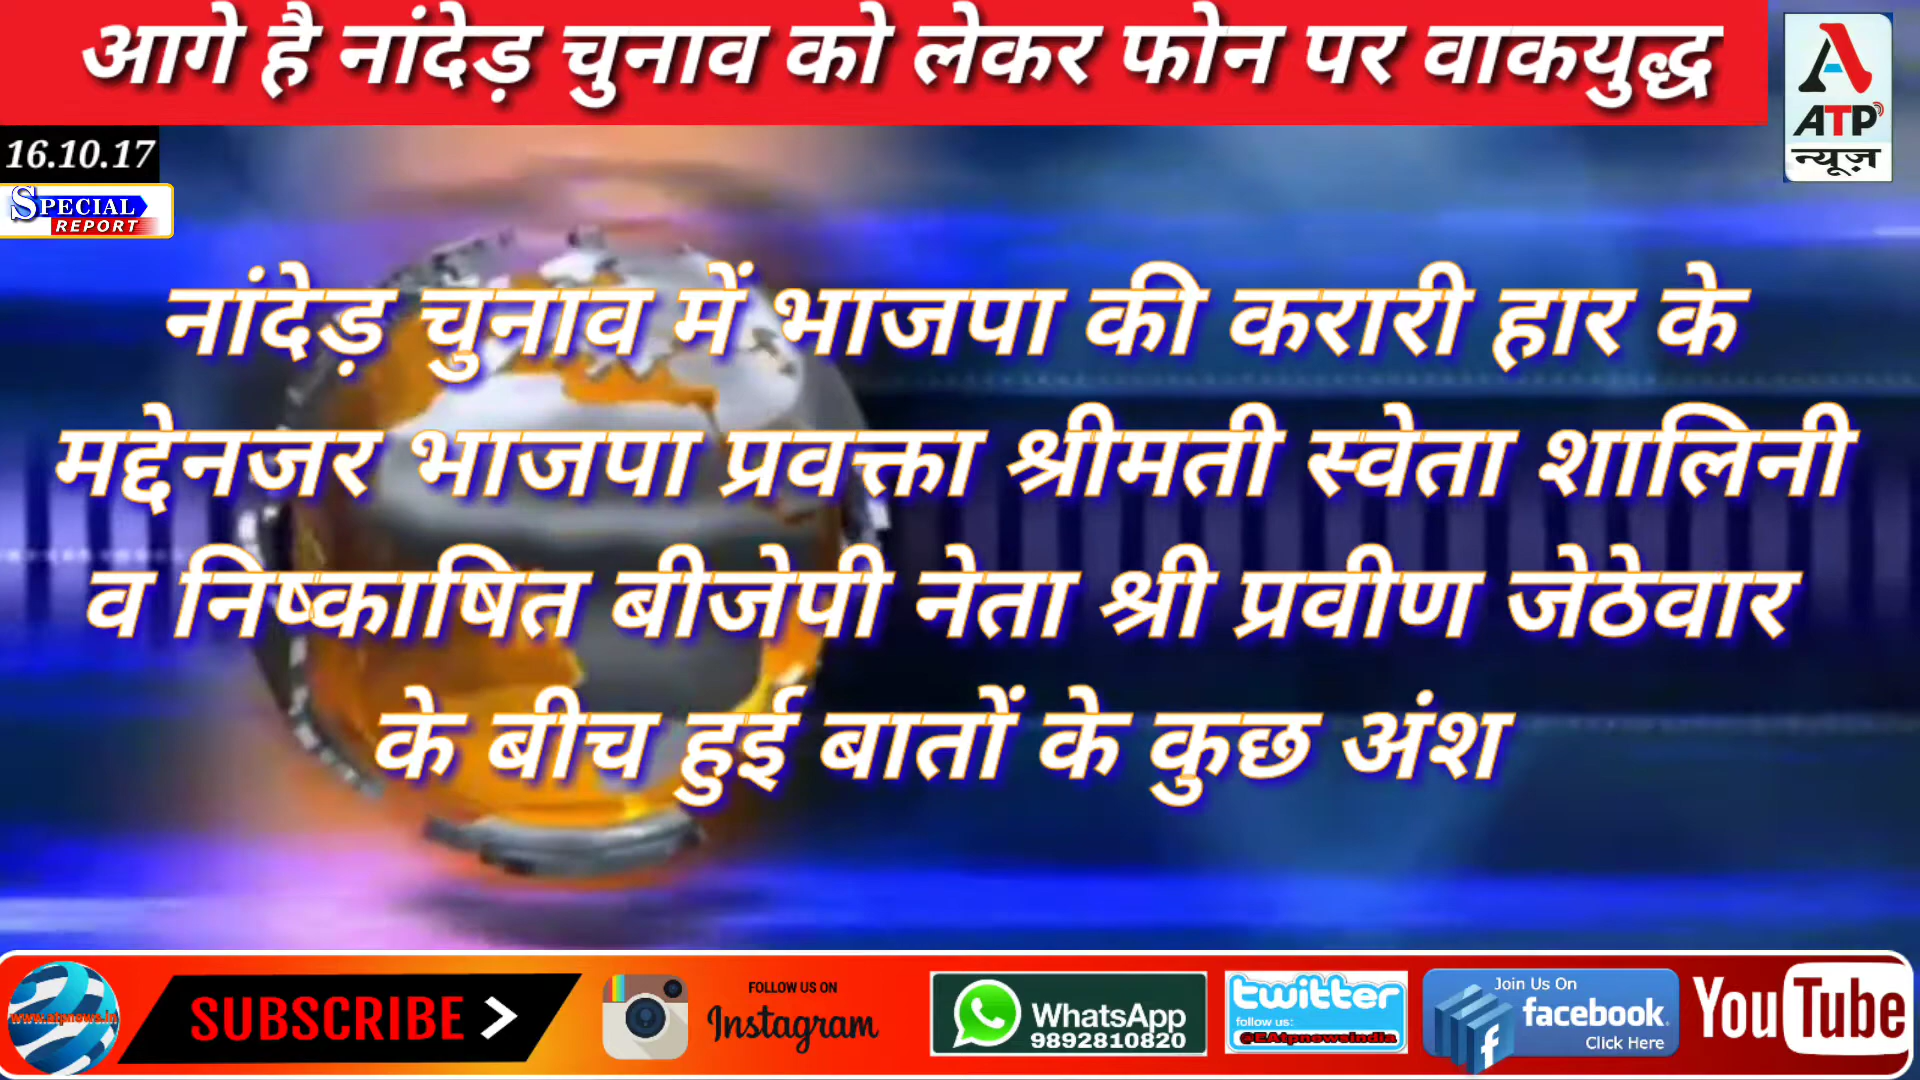 आगे है नांदेड़ चुनाव को लेकर फोन पर वाकयुद्ध
A
ATP
न्यूज़
16.10.17
SPECIAL
REPORT
नांदेड़ चुनाव में भाजपा की करारी हार के
मद्देनजर भाजपा प्रवक्ता श्रीमती स्वेता शालिनी
व निष्काषित बीजेपी नेता श्री प्रवीण जेठेवार
के बीच हुई बातों के कुछ अंश
www.atpnews.in
SUBSCRIBE
FOLLOW US ON
Instagram
WhatsApp
9892810820
twitter
follow us:
@EAtpnewsindia
Join Us On
facebook.
Click Here
YouTube